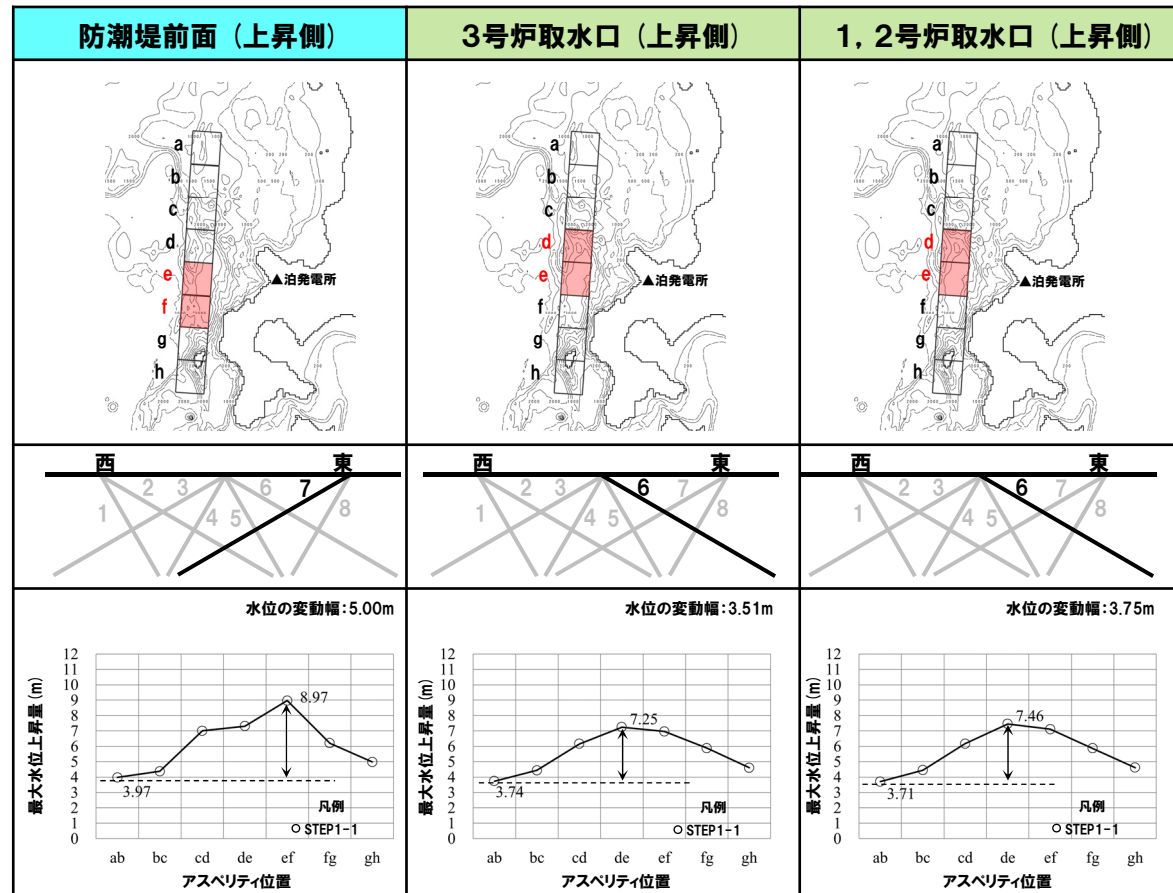 防潮堤前面（上昇側）
3号炉取水口（上昇側）
1，2号炉取水口（上昇側）
a
b
c
d
e
f
g
h
▲泊発電所
a
b
c
d
e
f
g
h
▲泊発電所
a
b
c
d
e
f
g
h
▲泊発電所
西 東
1 2 3 4 5 6 7 8
西 東
1 2 3 4 5 6 7 8
西 東
1 2 3 4 5 6 7 8
水位の変動幅：5.00m
最大水位上昇量（m）
12
11
10
9
8
7
6
5
4
3
2
1
0
8.97
3.97
凡例
STEP1-1
ab bc cd de ef fg gh
アスペリティ位置
水位の変動幅：3.51m
最大水位上昇量（m）
12
11
10
9
8
7
6
5
4
3
2
1
0
7.25
3.74
凡例
STEP1-1
ab bc cd de ef fg gh
アスペリティ位置
水位の変動幅：3.75m
最大水位上昇量（m）
12
11
10
9
8
7
6
5
4
3
2
1
0
7.46
3.71
凡例
STEP1-1
ab bc cd de ef fg gh
アスペリティ位置